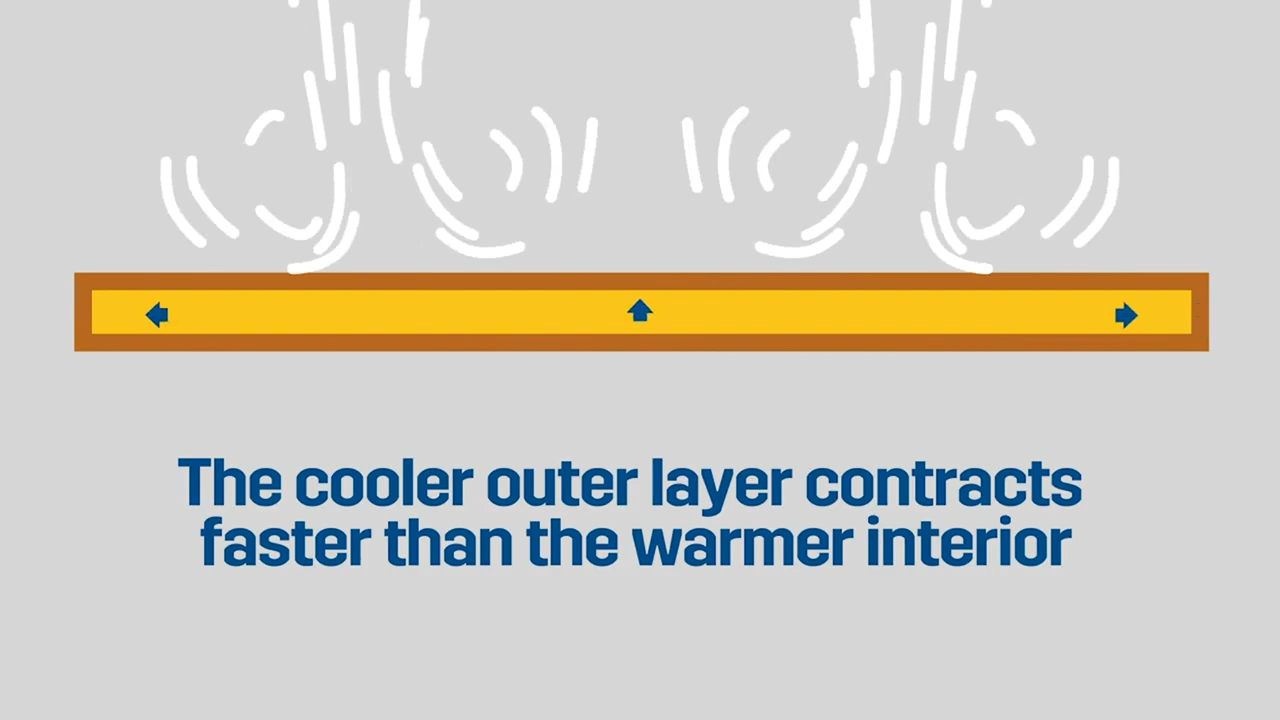 The cooler outer layer contracts
faster than the warmer interior